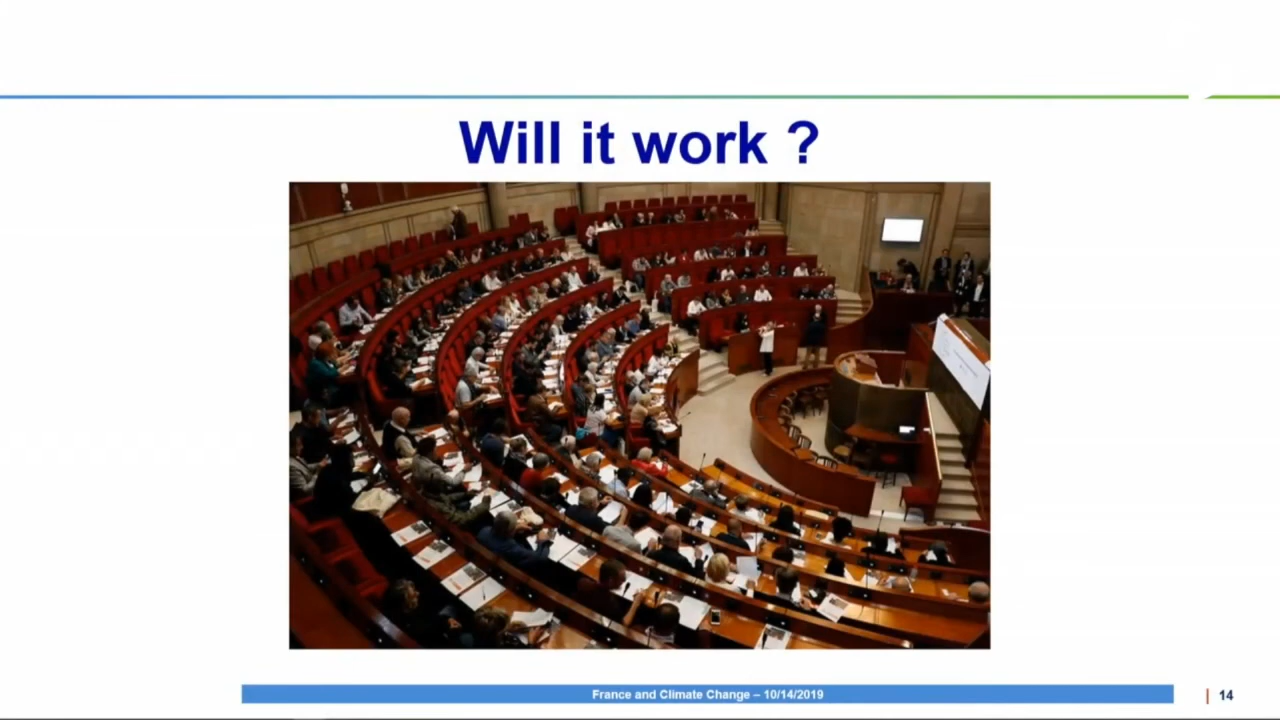 Will it work ?
France and Climate Change – 10/14/2019
14